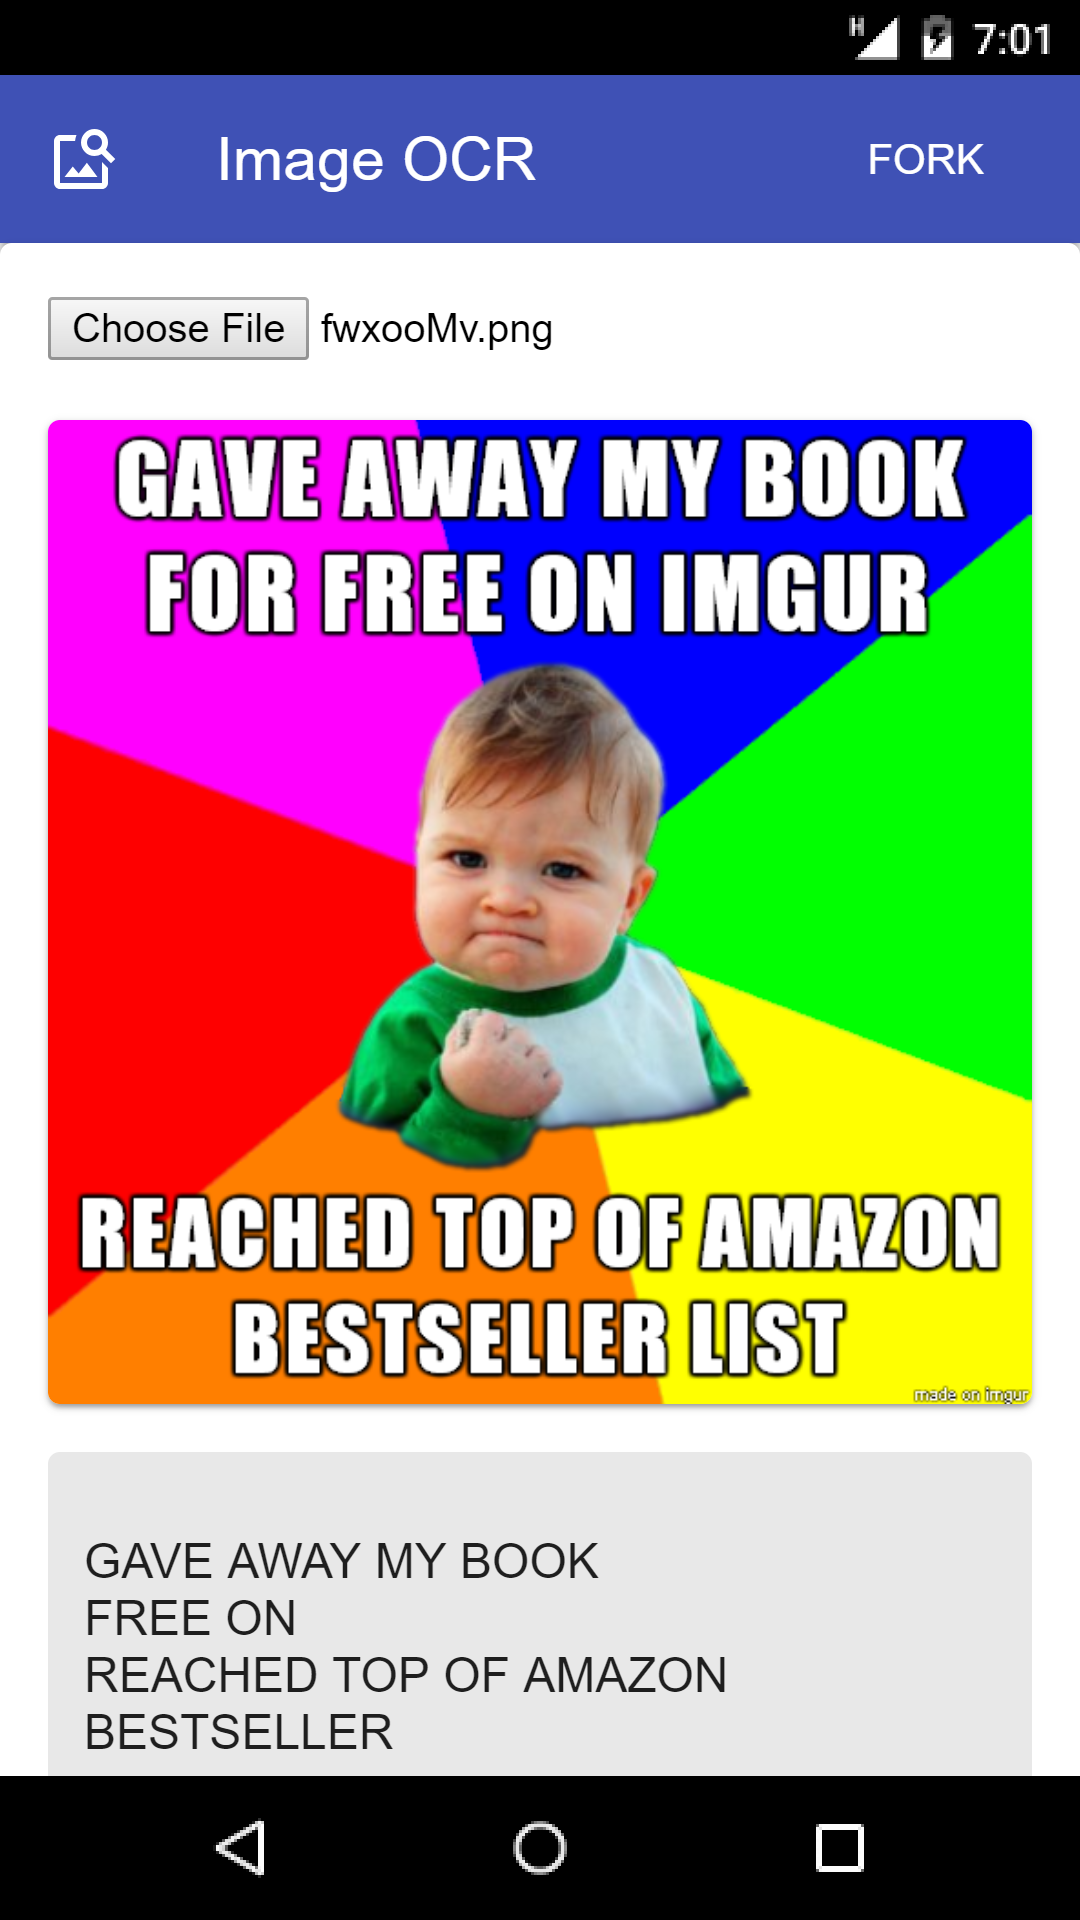 H 7:01
Image OCR FORK
Choose File fwxooMv.png
GAVE AWAY MY BOOK
FOR FREE ON IMGUR
REACHED TOP OF AMAZON
BESTSELLER LIST
made on imgur
GAVE AWAY MY BOOK
FREE ON
REACHED TOP OF AMAZON
BESTSELLER